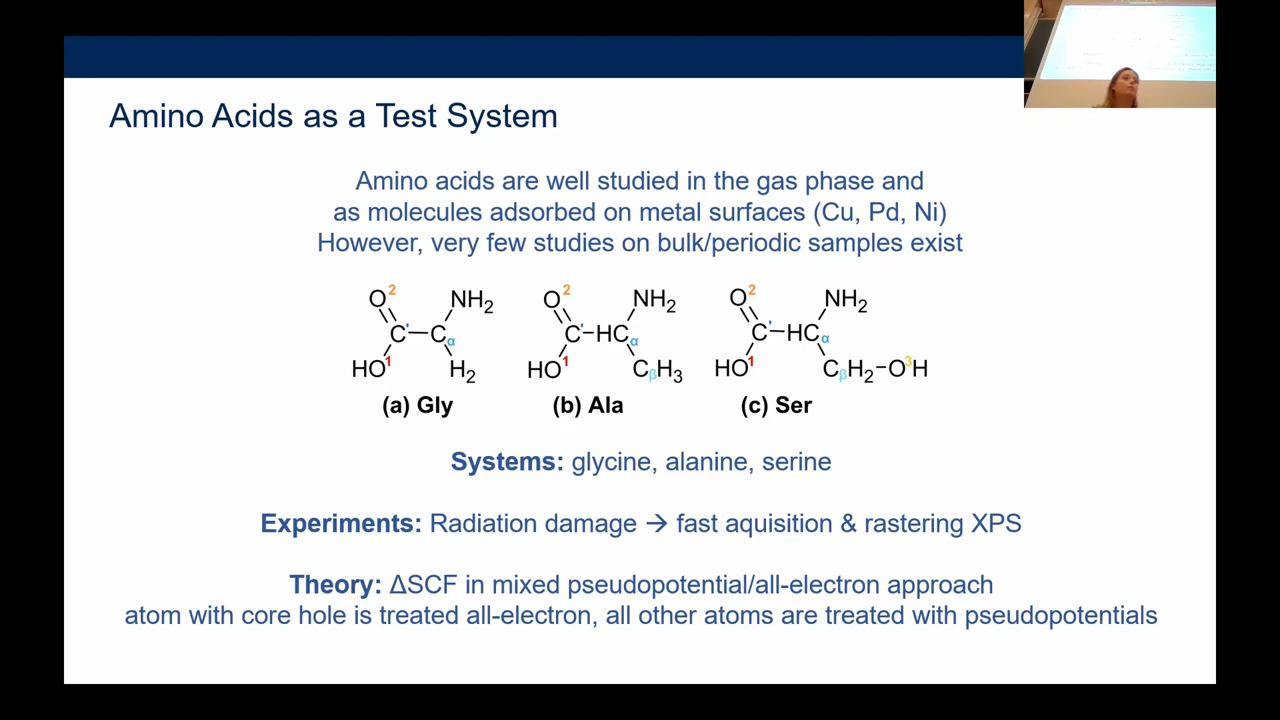 Amino Acids as a Test System
Amino acids are well studied in the gas phase and
as molecules adsorbed on metal surfaces (Cu, Pd, Ni)
However, very few studies on bulk/periodic samples exist
O2 NH2 O2 NH2 O2 NH2
C' Cα C' HCα C' HCα
HO1 H2 HO1 CβH3 HO1 CβH2-O3H
(a) Gly (b) Ala (c) Ser
Systems: glycine, alanine, serine
Experiments: Radiation damage → fast aquisition & rastering XPS
Theory: ΔSCF in mixed pseudopotential/all-electron approach
atom with core hole is treated all-electron, all other atoms are treated with pseudopotentials